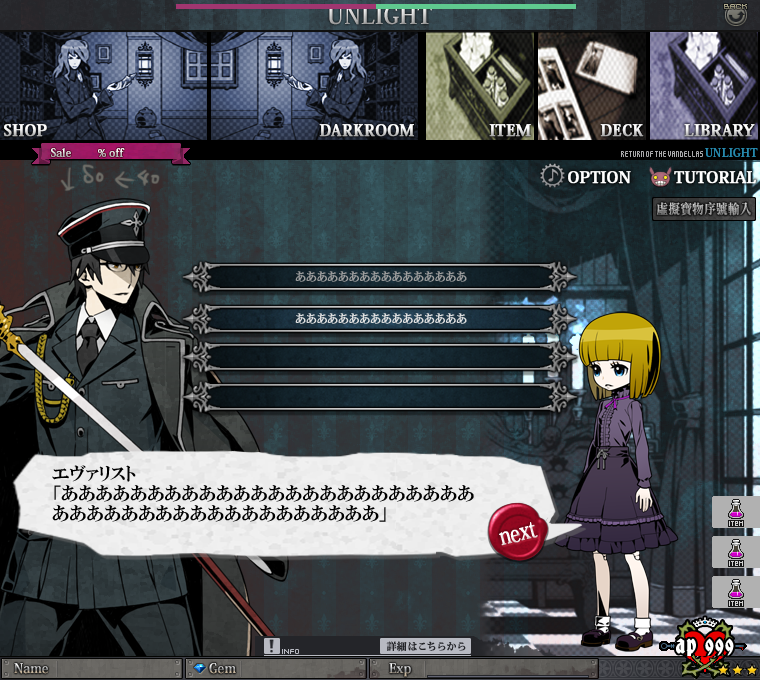 UNLIGHT
BACK
SHOP
DARKROOM
ITEM
DECK
LIBRARY
Sale % off
RETURN OF THE VANDELLAS UNLIGHT
OPTION
TUTORIAL
虛擬寶物序號輸入
ああああああああああああああああ
ああああああああああああああああ
エヴァリスト
「ああああああああああああああああああああああああ
あああああああああああああああああああ」
next
ITEM
ITEM
ITEM
! INFO
詳細はこちらから
Name
Gem
Exp
ap 999